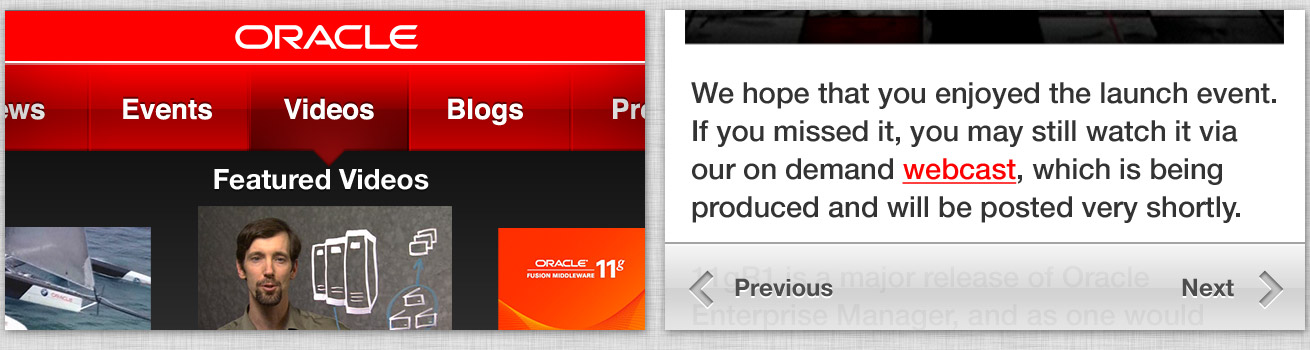 ORACLE
ews Events Videos Blogs Pr
Featured Videos
ORACLE
ORACLE
FUSION MIDDLEWARE 11g
We hope that you enjoyed the launch event.
If you missed it, you may still watch it via
our on demand webcast, which is being
produced and will be posted very shortly.
11gR1 is a major release of Oracle
Previous Next
Enterprise Manager, and as one would